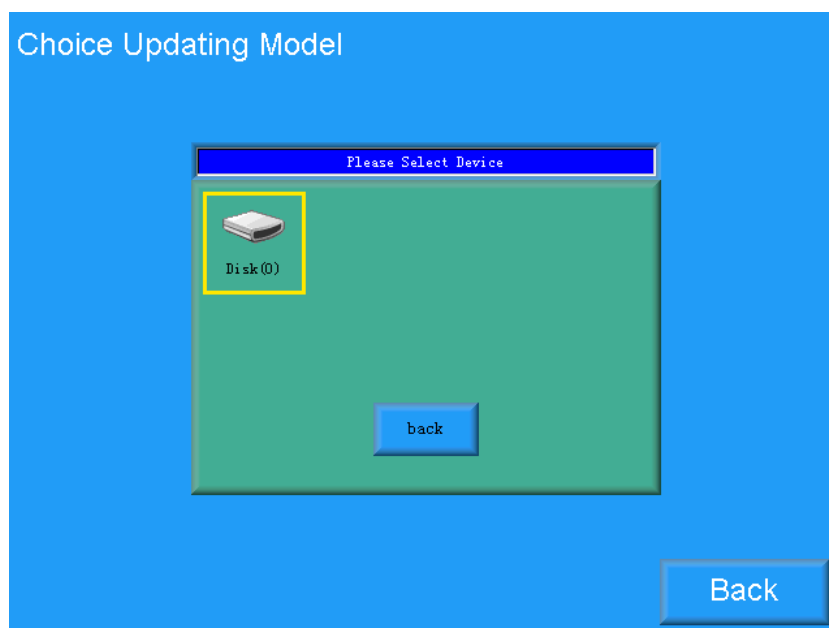 Choice Updating Model
Please Select Device
Disk(0)
back
Back